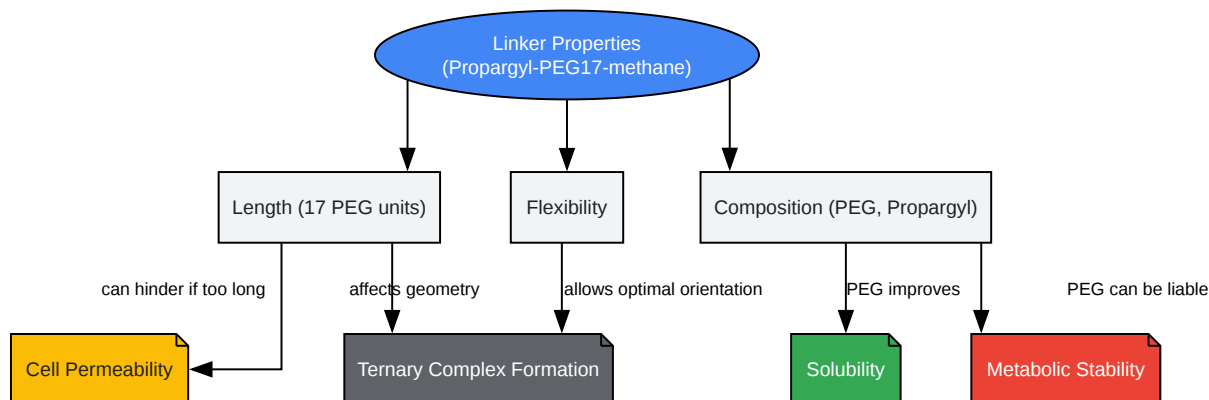 Linker Properties
(Propargyl-PEG17-methane)
Length (17 PEG units)
Flexibility
Composition (PEG, Propargyl)
can hinder if too long
affects geometry
allows optimal orientation
PEG improves
PEG can be liable
Cell Permeability
Ternary Complex Formation
Solubility
Metabolic Stability